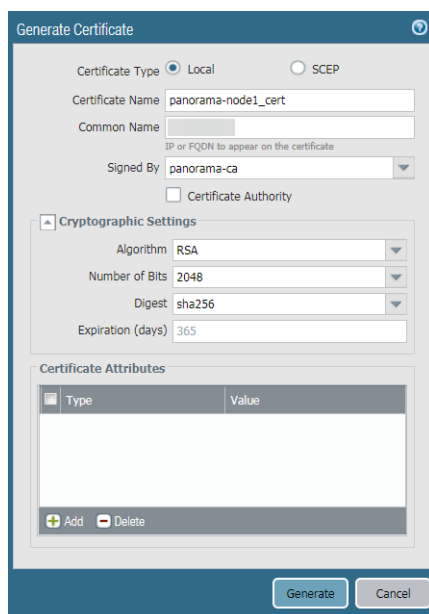 Generate Certificate
Certificate Type Local SCEP
Certificate Name panorama-node1_cert
Common Name
IP or FQDN to appear on the certificate
Signed By panorama-ca
Certificate Authority
Cryptographic Settings
Algorithm RSA
Number of Bits 2048
Digest sha256
Expiration (days) 365
Certificate Attributes
Type Value
Add Delete
Generate Cancel